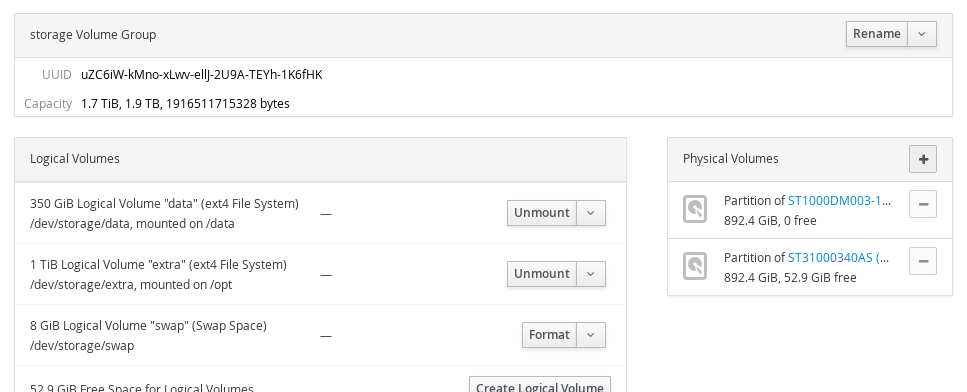 storage Volume Group
Rename
UUID uZC6iW-kMno-xLwv-ellJ-2U9A-TEYh-1K6fHK
Capacity 1.7 TiB, 1.9 TB, 1916511715328 bytes
Logical Volumes
350 GiB Logical Volume "data" (ext4 File System)
/dev/storage/data, mounted on /data
—
Unmount
1 TiB Logical Volume "extra" (ext4 File System)
/dev/storage/extra, mounted on /opt
—
Unmount
8 GiB Logical Volume "swap" (Swap Space)
/dev/storage/swap
—
Format
52.9 GiB Free Space for Logical Volumes
Create Logical Volume
Physical Volumes
Partition of ST1000DM003-1...
892.4 GiB, 0 free
Partition of ST31000340AS (...
892.4 GiB, 52.9 GiB free